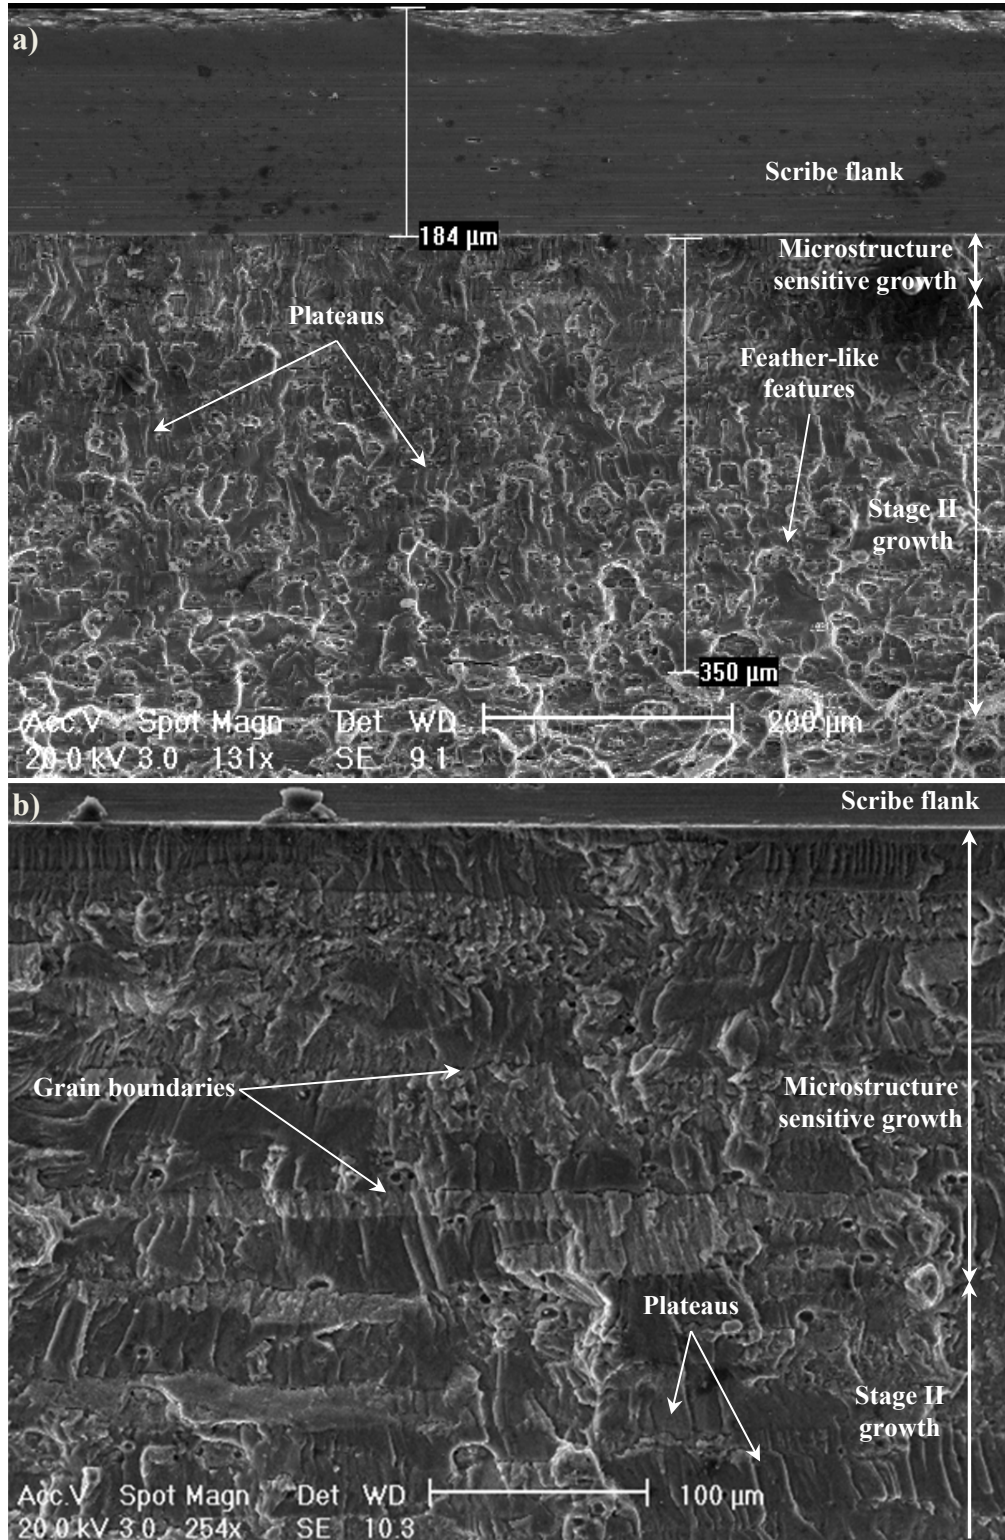 a)
Scribe flank
184 µm
Microstructure
sensitive growth
Plateaus
Feather-like
features
Stage II
growth
350 µm
Acc.V Spot Magn Det WD 200 µm
20.0 kV 3.0 131x SE 9.1
b)
Scribe flank
Grain boundaries
Microstructure
sensitive growth
Plateaus
Stage II
growth
Acc.V Spot Magn Det WD 100 µm
20.0 kV 3.0 254x SE 10.3